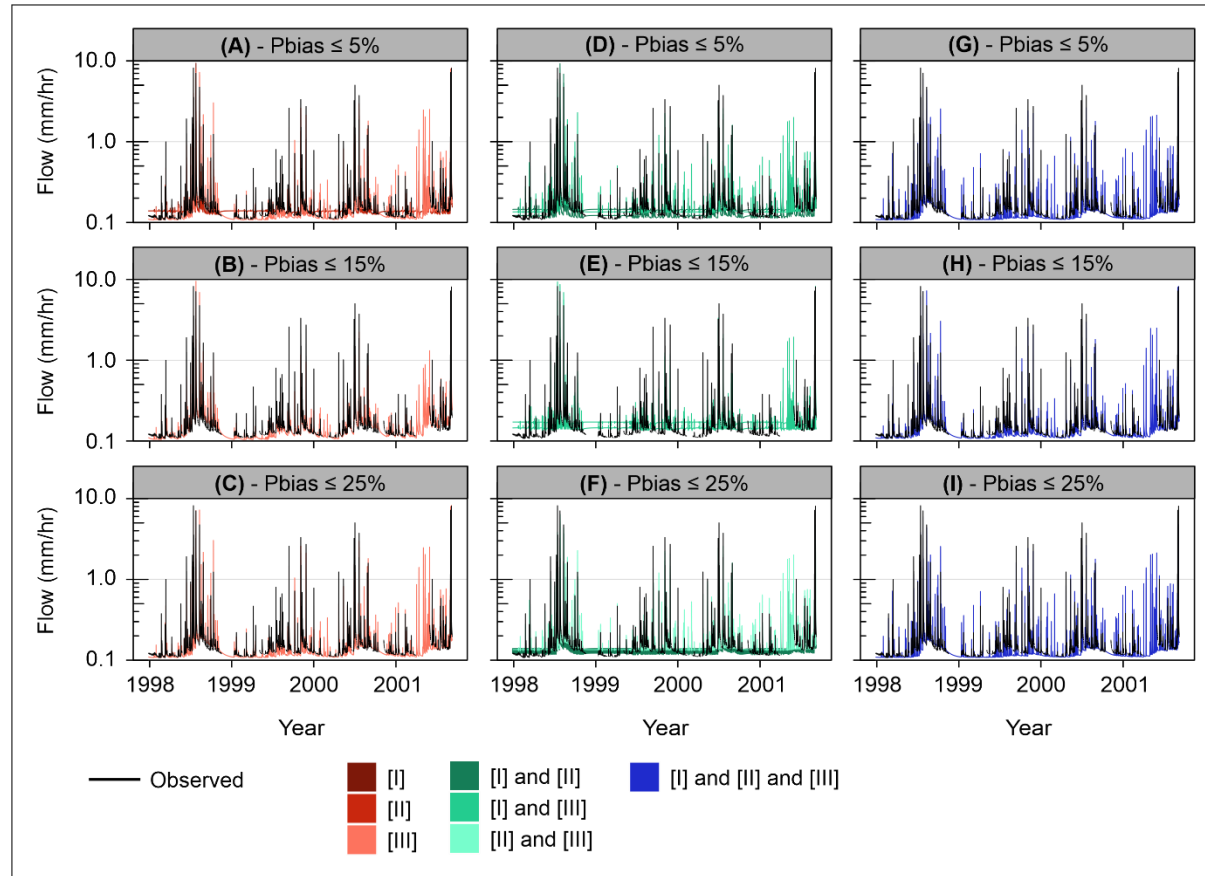 (A) - Pbias ≤ 5%
(D) - Pbias ≤ 5%
(G) - Pbias ≤ 5%
10.0
1.0
0.1
Flow (mm/hr)
(B) - Pbias ≤ 15%
(E) - Pbias ≤ 15%
(H) - Pbias ≤ 15%
10.0
1.0
0.1
Flow (mm/hr)
(C) - Pbias ≤ 25%
(F) - Pbias ≤ 25%
(I) - Pbias ≤ 25%
10.0
1.0
0.1
Flow (mm/hr)
1998 1999 2000 2001
1998 1999 2000 2001
1998 1999 2000 2001
Year
Year
Year
Observed
[I]
[II]
[III]
[I] and [II]
[I] and [III]
[II] and [III]
[I] and [II] and [III]